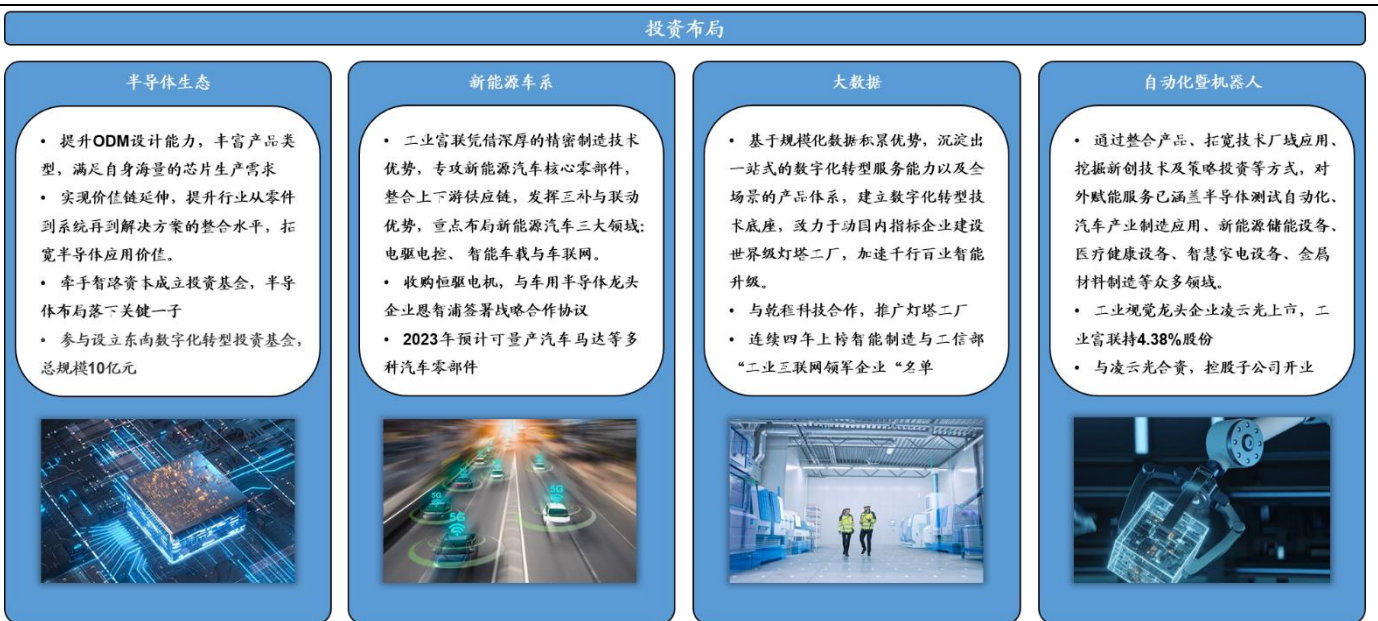 投资布局
半导体生态
• 提升ODM设计能力，丰富产品类
型，满足自身海量的芯片生产需求
• 实现价值链延伸，提升行业从零件
到系统再到解决方案的整合水平，拓
宽半导体应用价值。
• 牵手智路资本成立投资基金，半导
体布局落下关键一子
• 参与设立东南数字化转型投资基金，
总规模10亿元
新能源车系
• 工业富联凭借深厚的精密制造技术
优势，专攻新能源汽车核心零部件，
整合上下游供应链，发挥互补与联动
优势，重点布局新能源汽车三大领域：
电驱电控、 智能车载与车联网。
• 收购恒驱电机，与车用半导体龙头
企业恩智浦签署战略合作协议
• 2023年预计可量产汽车马达等多
种汽车零部件
5G
5G
5G
大数据
• 基于规模化数据积累优势，沉淀出
一站式的数字化转型服务能力以及全
场景的产品体系，建立数字化转型技
术底座，致力于动国内指标企业建设
世界级灯塔工厂，加速千行百业智能
升级。
• 与乾程科技合作，推广灯塔工厂
• 连续四年上榜智能制造与工信部
“工业互联网领军企业“名单
自动化暨机器人
• 通过整合产品、拓宽技术厂域应用、
挖掘新创技术及策略投资等方式，对
外赋能服务已涵盖半导体测试自动化、
汽车产业制造应用、新能源储能设备、
医疗健康设备、智慧家电设备、金属
材料制造等众多领域。
• 工业视觉龙头企业凌云光上市，工
业富联持4.38%股份
• 与凌云光合资，控股子公司开业